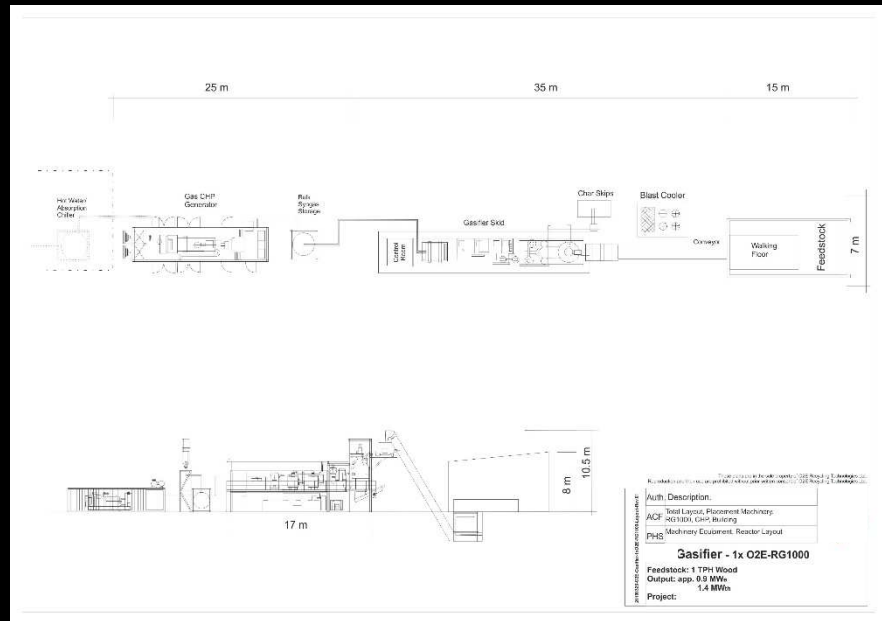 25 m
35 m
15 m
Hot Water/
Absorption
Chiller
Gas CHP
Generator
Syngas
Storage
Gasifier Skid
Control
Room
Char Skips
Blast Cooler
Conveyor
Walking
Floor
Feedstock
7 m
17 m
8 m
10.5 m
Auth. Description.
ACF Total Layout, Placement Machinery,
RG1000, CHP, Building
PHS Machinery Equipment, Reactor Layout
Gasifier - 1x O2E-RG1000
Feedstock: 1 TPH Wood
Output: app. 0.9 MWe
1.4 MWth
Project: